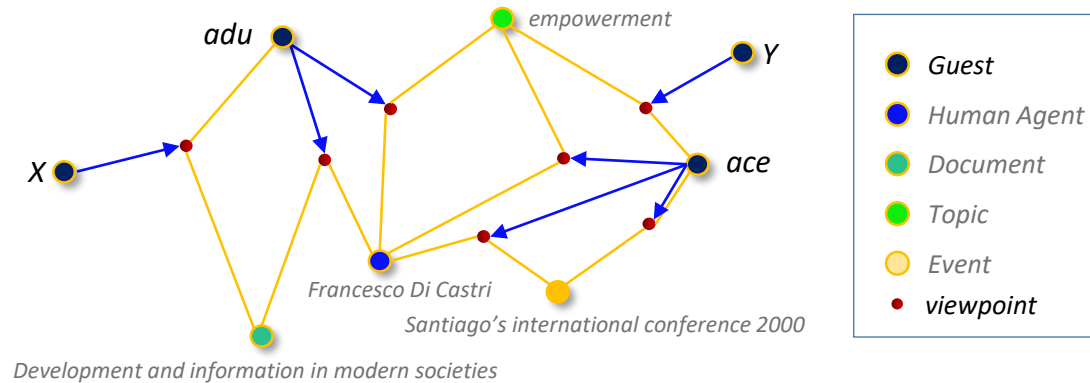 empowerment
adu
Y
X
ace
Francesco Di Castri
Santiago’s international conference 2000
Development and information in modern societies
Guest
Human Agent
Document
Topic
Event
viewpoint